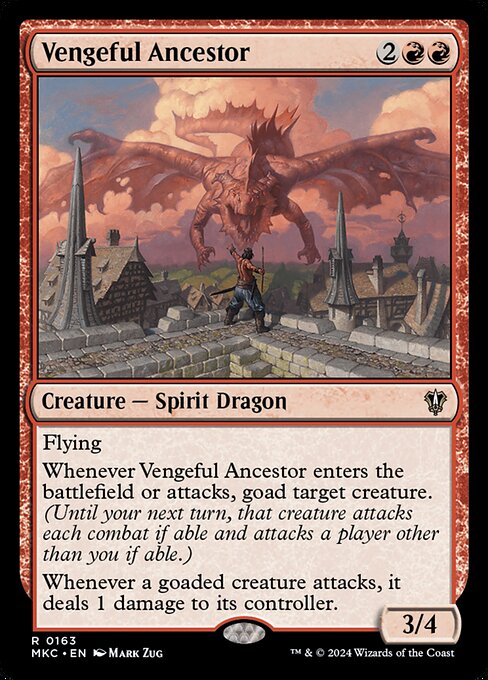 Vengeful Ancestor 2
Creature — Spirit Dragon
Flying
Whenever Vengeful Ancestor enters the
battlefield or attacks, goad target creature.
(Until your next turn, that creature attacks
each combat if able and attacks a player other
than you if able.)
Whenever a goaded creature attacks, it
deals 1 damage to its controller.
3/4
R 0163
MKC • EN Mark Zug
™ & © 2024 Wizards of the Coast